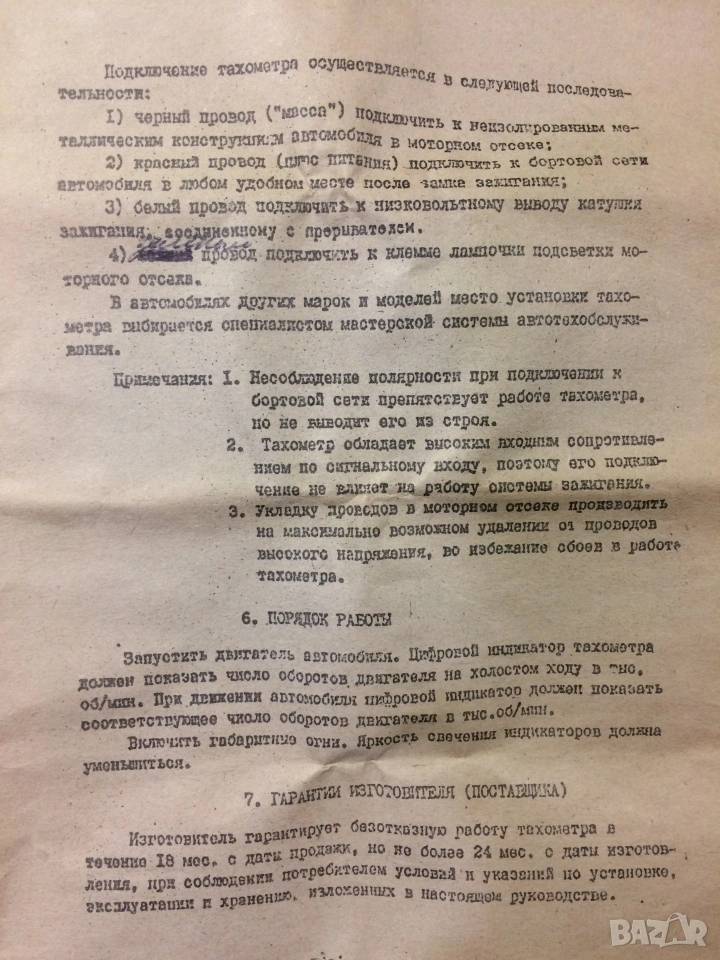 Подключение тахометра осуществляется в следующей последова-
тельности:
1) черный провод ("масса") подключить к неизолированным ме-
таллическим конструкциям автомобиля в моторном отсеке;
2) красный провод (плюс питания) подключить к бортовой сети
автомобиля в любом удобном месте после замка зажигания;
3) белый провод подключить к низковольтному выводу катушки
зажигания, соединенному с прерывателем.
4) провод подключить к клемме лампочки подсветки мо-
торного отсека.
В автомобилях других марок и моделей место установки тахо-
метра выбирается специалистом мастерской системы автотехобслужи-
вания.
Примечания: 1. Несоблюдение полярности при подключении к
бортовой сети препятствует работе тахометра,
но не выводит его из строя.
2. Тахометр обладает высоким входным сопротивле-
нием по сигнальному входу, поэтому его подклю-
чение не влияет на работу системы зажигания.
3. Укладку проводов в моторном отсеке производить
на максимально возможном удалении от проводов
высокого напряжения, во избежание сбоев в работе
тахометра.
6. ПОРЯДОК РАБОТЫ
Запустить двигатель автомобиля. Цифровой индикатор тахометра
должен показать число оборотов двигателя на холостом ходу в тыс.
об/мин. При движении автомобиля цифровой индикатор должен показать
соответствующее число оборотов двигателя в тыс.об/мин.
Включить габаритные огни. Яркость свечения индикаторов должна
уменьшиться.
7. ГАРАНТИИ ИЗГОТОВИТЕЛЯ (ПОСТАВЩИКА)
Изготовитель гарантирует безотказную работу тахометра в
течение 18 мес. с даты продажи, но не более 24 мес. с даты изготов-
ления, при соблюдении потребителем условий и указаний по установке,
эксплуатации и хранению, изложенных в настоящем руководстве.
BAZAR